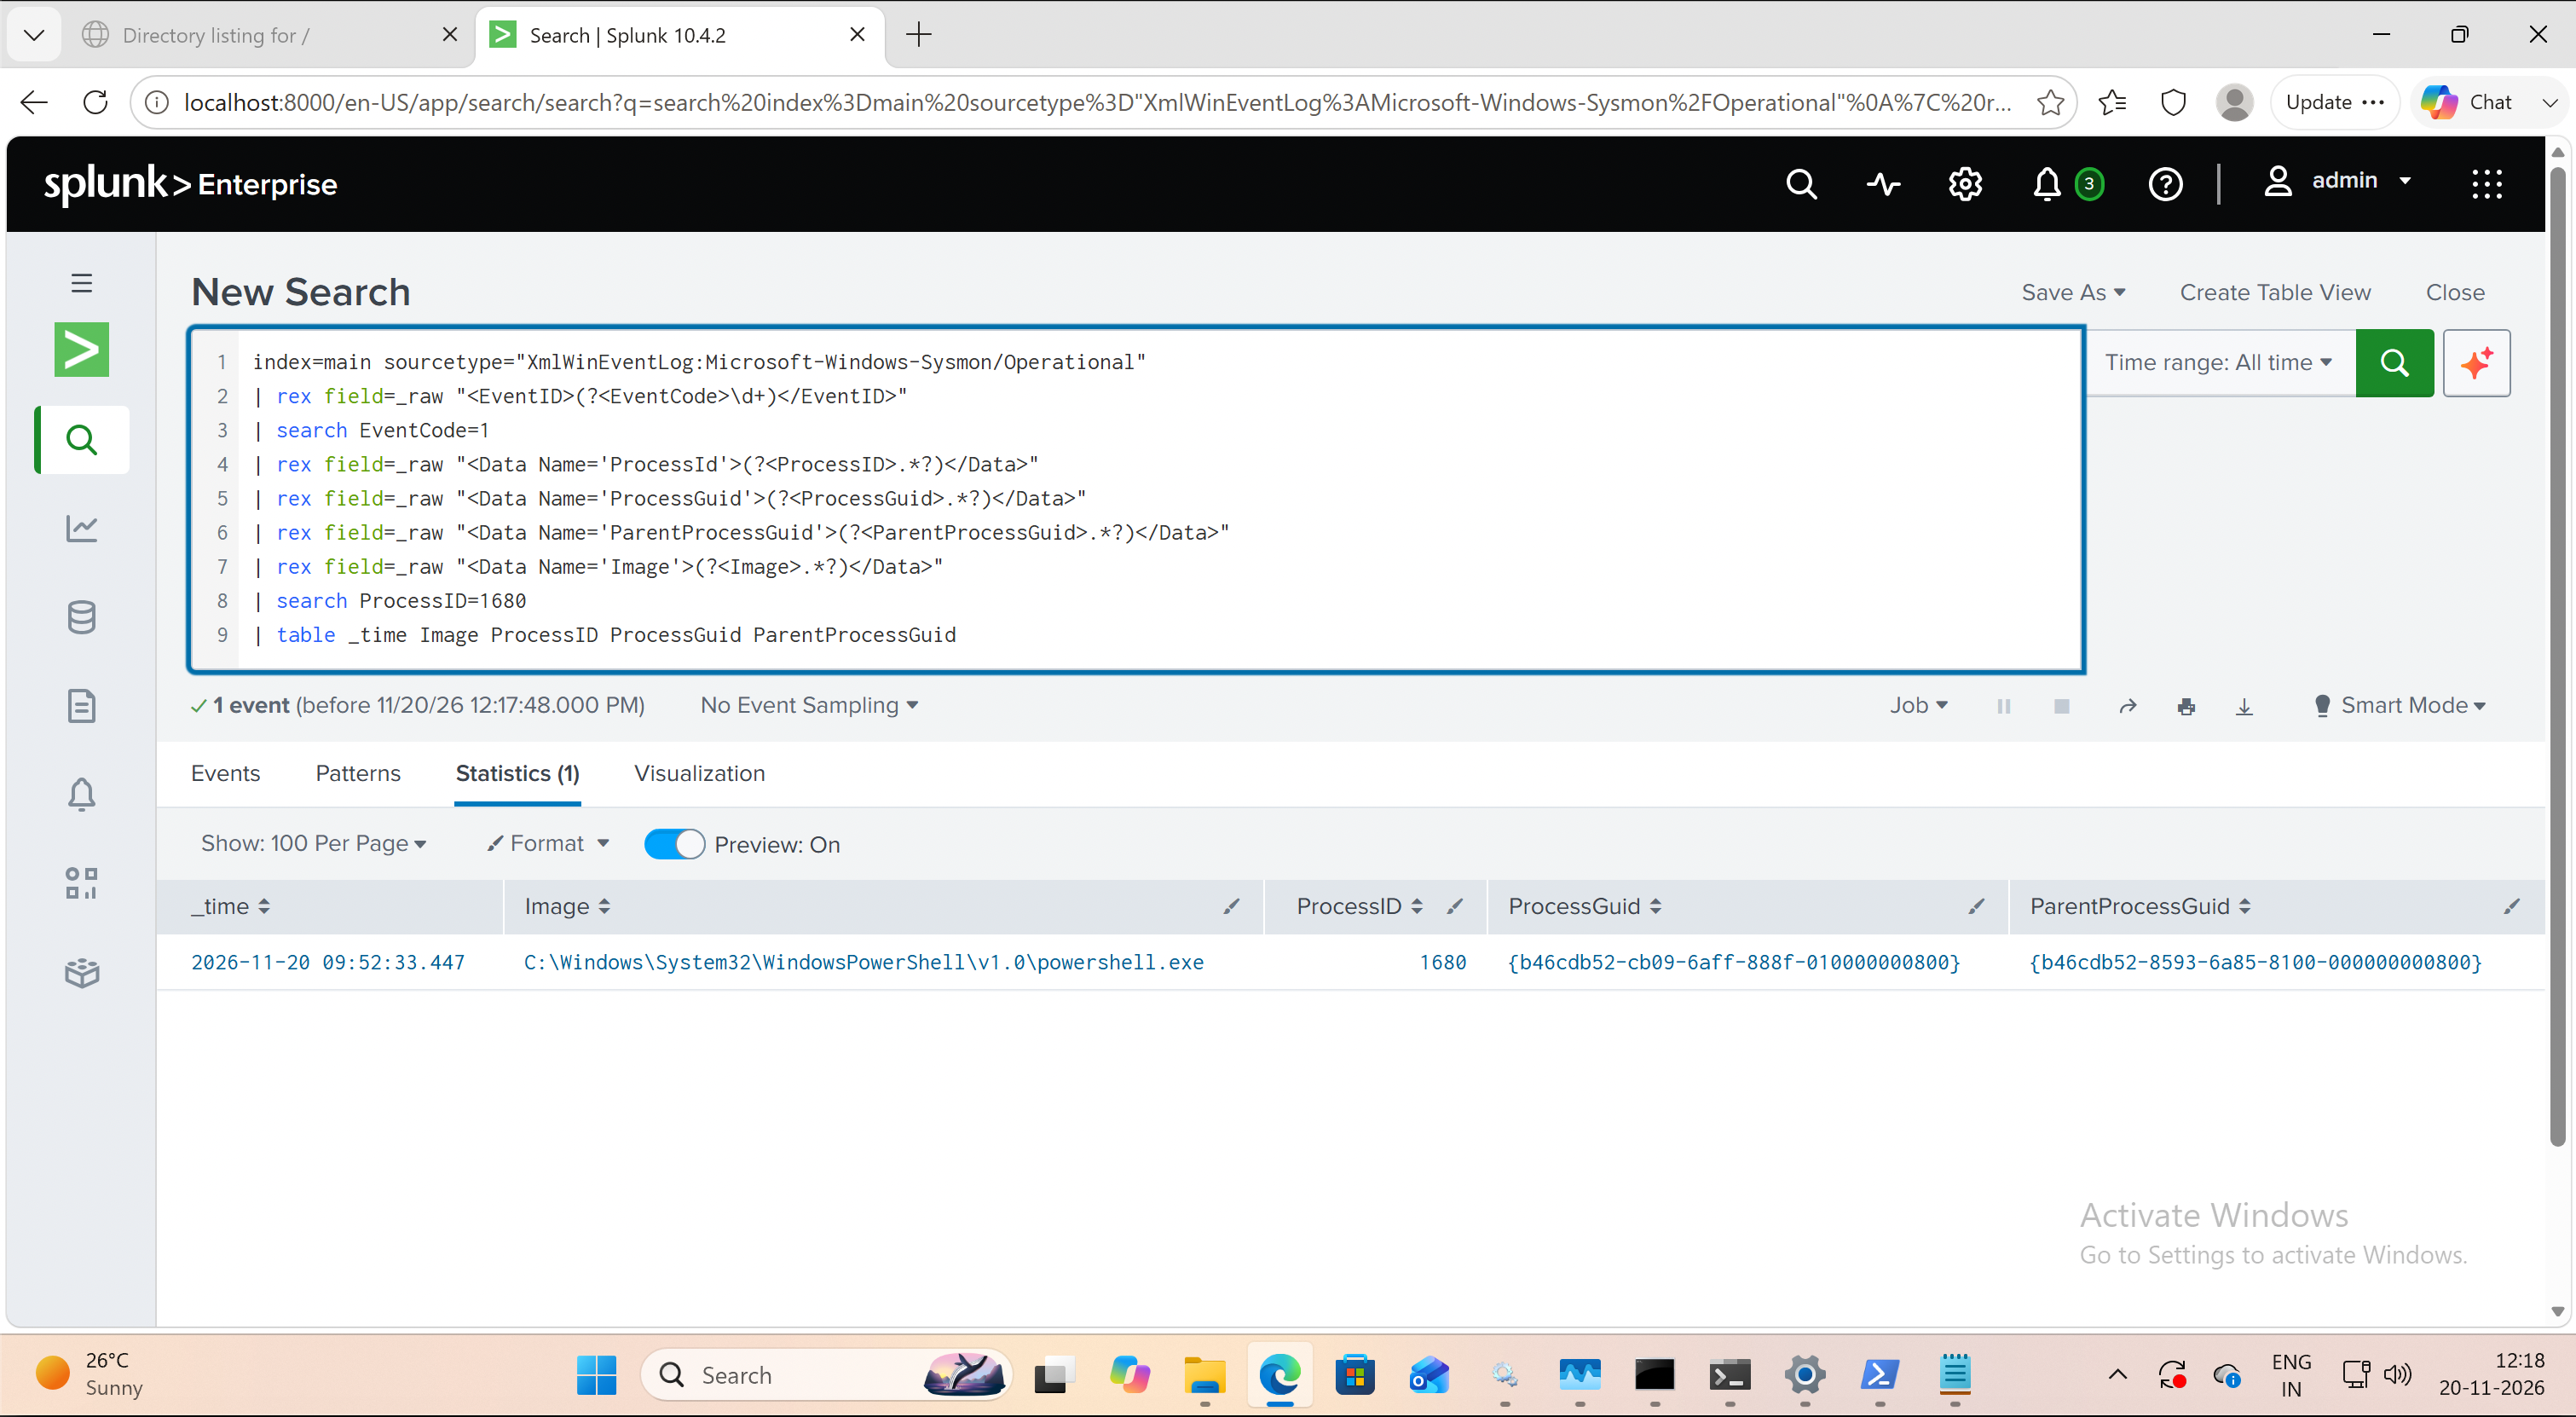 Directory listing for /
Search | Splunk 10.4.2
localhost:8000/en-US/app/search/search?q=search%20index%3Dmain%20sourcetype%3D"XmlWinEventLog%3AMicrosoft-Windows-Sysmon%2FOperational"%0A%7C%20r...
Update
Chat
splunk>Enterprise
3
admin
New Search
Save As
Create Table View
Close
1 index=main sourcetype="XmlWinEventLog:Microsoft-Windows-Sysmon/Operational"
2 | rex field=_raw "<EventID>(?<EventCode>\d+)</EventID>"
3 | search EventCode=1
4 | rex field=_raw "<Data Name='ProcessId'>(?<ProcessID>.*?)</Data>"
5 | rex field=_raw "<Data Name='ProcessGuid'>(?<ProcessGuid>.*?)</Data>"
6 | rex field=_raw "<Data Name='ParentProcessGuid'>(?<ParentProcessGuid>.*?)</Data>"
7 | rex field=_raw "<Data Name='Image'>(?<Image>.*?)</Data>"
8 | search ProcessID=1680
9 | table _time Image ProcessID ProcessGuid ParentProcessGuid
Time range: All time
1 event (before 11/20/26 12:17:48.000 PM)
No Event Sampling
Job
Smart Mode
Events
Patterns
Statistics (1)
Visualization
Show: 100 Per Page
Format
Preview: On
_time
Image
ProcessID
ProcessGuid
ParentProcessGuid
2026-11-20 09:52:33.447
C:\Windows\System32\WindowsPowerShell\v1.0\powershell.exe
1680
{b46cdb52-cb09-6aff-888f-010000000800}
{b46cdb52-8593-6a85-8100-000000000800}
Activate Windows
Go to Settings to activate Windows.
26°C
Sunny
Search
ENG
IN
12:18
20-11-2026